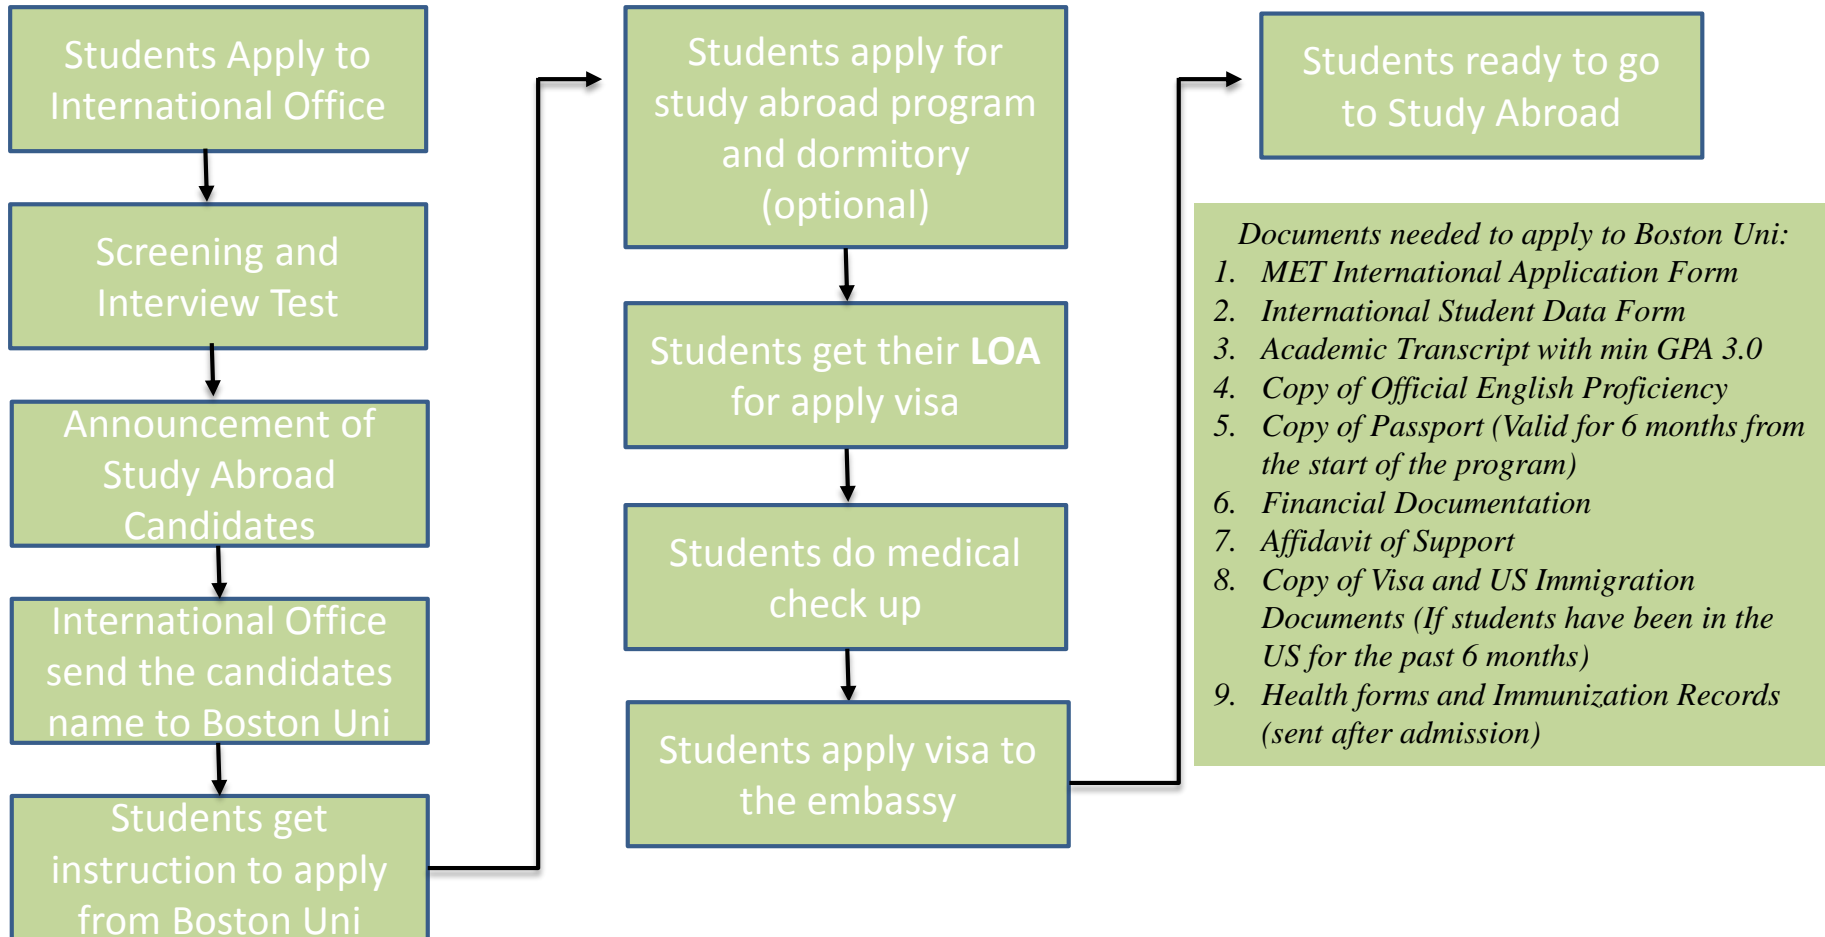 Students Apply to
International Office
Screening and
Interview Test
Announcement of
Study Abroad
Candidates
International Office
send the candidates
name to Boston Uni
Students get
instruction to apply
from Boston Uni
Students apply for
study abroad program
and dormitory
(optional)
Students get their LOA
for apply visa
Students do medical
check up
Students apply visa to
the embassy
Students ready to go
to Study Abroad
Documents needed to apply to Boston Uni:
1. MET International Application Form
2. International Student Data Form
3. Academic Transcript with min GPA 3.0
4. Copy of Official English Proficiency
5. Copy of Passport (Valid for 6 months from
the start of the program)
6. Financial Documentation
7. Affidavit of Support
8. Copy of Visa and US Immigration
Documents (If students have been in the
US for the past 6 months)
9. Health forms and Immunization Records
(sent after admission)